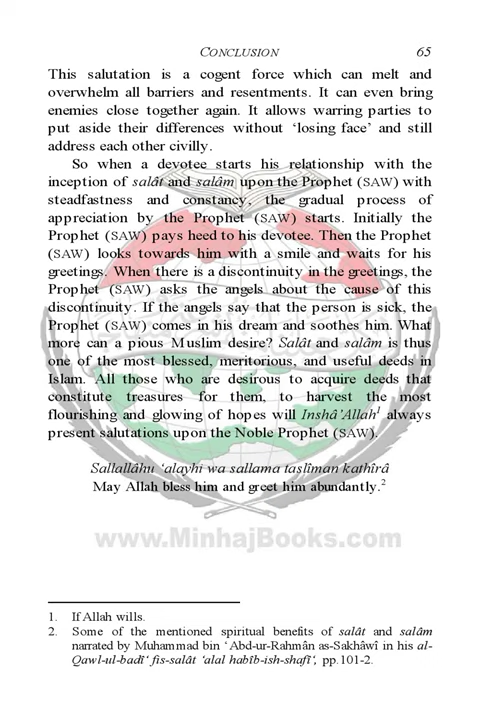 CONCLUSION 65
This salutation is a cogent force which can melt and
overwhelm all barriers and resentments. It can even bring
enemies close together again. It allows warring parties to
put aside their differences without ‘losing face’ and still
address each other civilly.
So when a devotee starts his relationship with the
inception of salât and salâm upon the Prophet (SAW) with
steadfastness and constancy, the gradual process of
appreciation by the Prophet (SAW) starts. Initially the
Prophet (SAW) pays heed to his devotee. Then the Prophet
(SAW) looks towards him with a smile and waits for his
greetings. When there is a discontinuity in the greetings, the
Prophet (SAW) asks the angels about the cause of this
discontinuity. If the angels say that the person is sick, the
Prophet (SAW) comes in his dream and soothes him. What
more can a pious Muslim desire? Salât and salâm is thus
one of the most blessed, meritorious, and useful deeds in
Islam. All those who are desirous to acquire deeds that
constitute treasures for them, to harvest the most
flourishing and glowing of hopes will Inshâ’Allah¹ always
present salutations upon the Noble Prophet (SAW).
Sallallâhu ‘alayhi wa sallama taslîman kathîrâ
May Allah bless him and greet him abundantly.²
www.MinhajBooks.com
1. If Allah wills.
2. Some of the mentioned spiritual benefits of salât and salâm
narrated by Muhammad bin ‘Abd-ur-Rahmân as-Sakhâwî in his al-
Qawl-ul-badî‘ fis-salât ‘alal habîb-ish-shafî‘, pp.101-2.